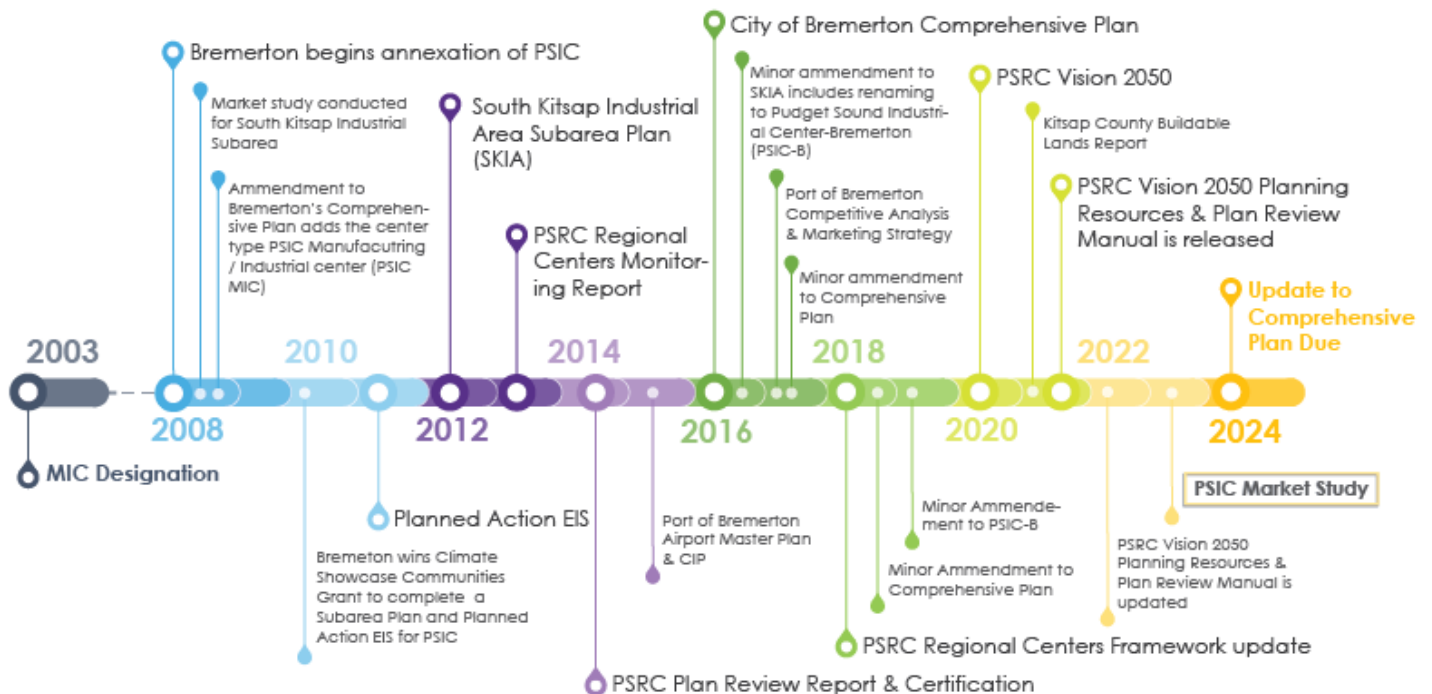 City of Bremerton Comprehensive Plan
Bremerton begins annexation of PSIC
Market study conducted
for South Kitsap Industrial
Subarea
Ammendment to
Bremerton's Comprehen-
sive Plan adds the center
type PSIC Manufacutring
/ Industrial center (PSIC
MIC)
South Kitsap Industrial
Area Subarea Plan
(SKIA)
PSRC Regional
Centers Monitor-
ing Report
Minor ammendment to
SKIA includes renaming
to Pudget Sound Industri-
al Center-Bremerton
(PSIC-B)
Port of Bremerton
Competitive Analysis
& Marketing Strategy
Minor ammendment
to Comprehensive
Plan
PSRC Vision 2050
Kitsap County Buildable
Lands Report
PSRC Vision 2050 Planning
Resources & Plan Review
Manual is released
Update to
Comprehensive
Plan Due
2003
2010
2014
2018
2022
2008
2012
2016
2020
2024
MIC Designation
Planned Action EIS
Bremeton wins Climate
Showcase Communities
Grant to complete a
Subarea Plan and Planned
Action EIS for PSIC
Port of Bremerton
Airport Master Plan
& CIP
PSRC Plan Review Report & Certification
Minor Ammende-
ment to PSIC-B
Minor Ammendment to
Comprehensive Plan
PSRC Regional Centers Framework update
PSIC Market Study
PSRC Vision 2050
Planning Resources &
Plan Review Manual is
updated